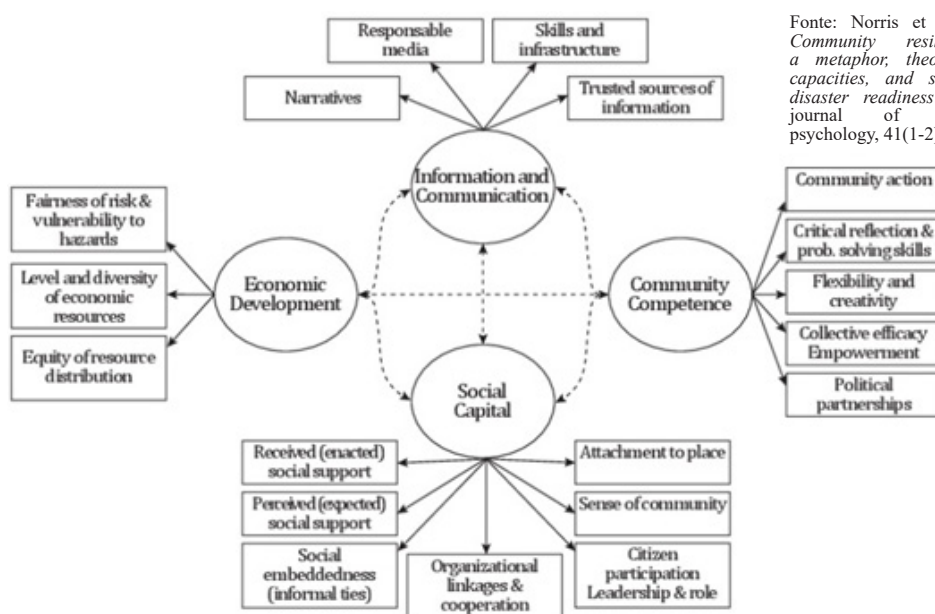 Fonte: Norris et
Community resil
a metaphor, theo
capacities, and s
disaster readiness
journal of
psychology, 41(1-2)
Responsible
media
Skills and
infrastructure
Narratives
Trusted sources of
information
Information and
Communication
Fairness of risk &
vulnerability to
hazards
Level and diversity
of economic
resources
Equity of resource
distribution
Economic
Development
Community
Competence
Community action
Critical reflection &
prob. solving skills
Flexibility and
creativity
Collective efficacy
Empowerment
Political
partnerships
Social
Capital
Received (enacted)
social support
Perceived (expected)
social support
Social
embeddedness
(informal ties)
Organizational
linkages &
cooperation
Attachment to place
Sense of community
Citizen
participation
Leadership & role